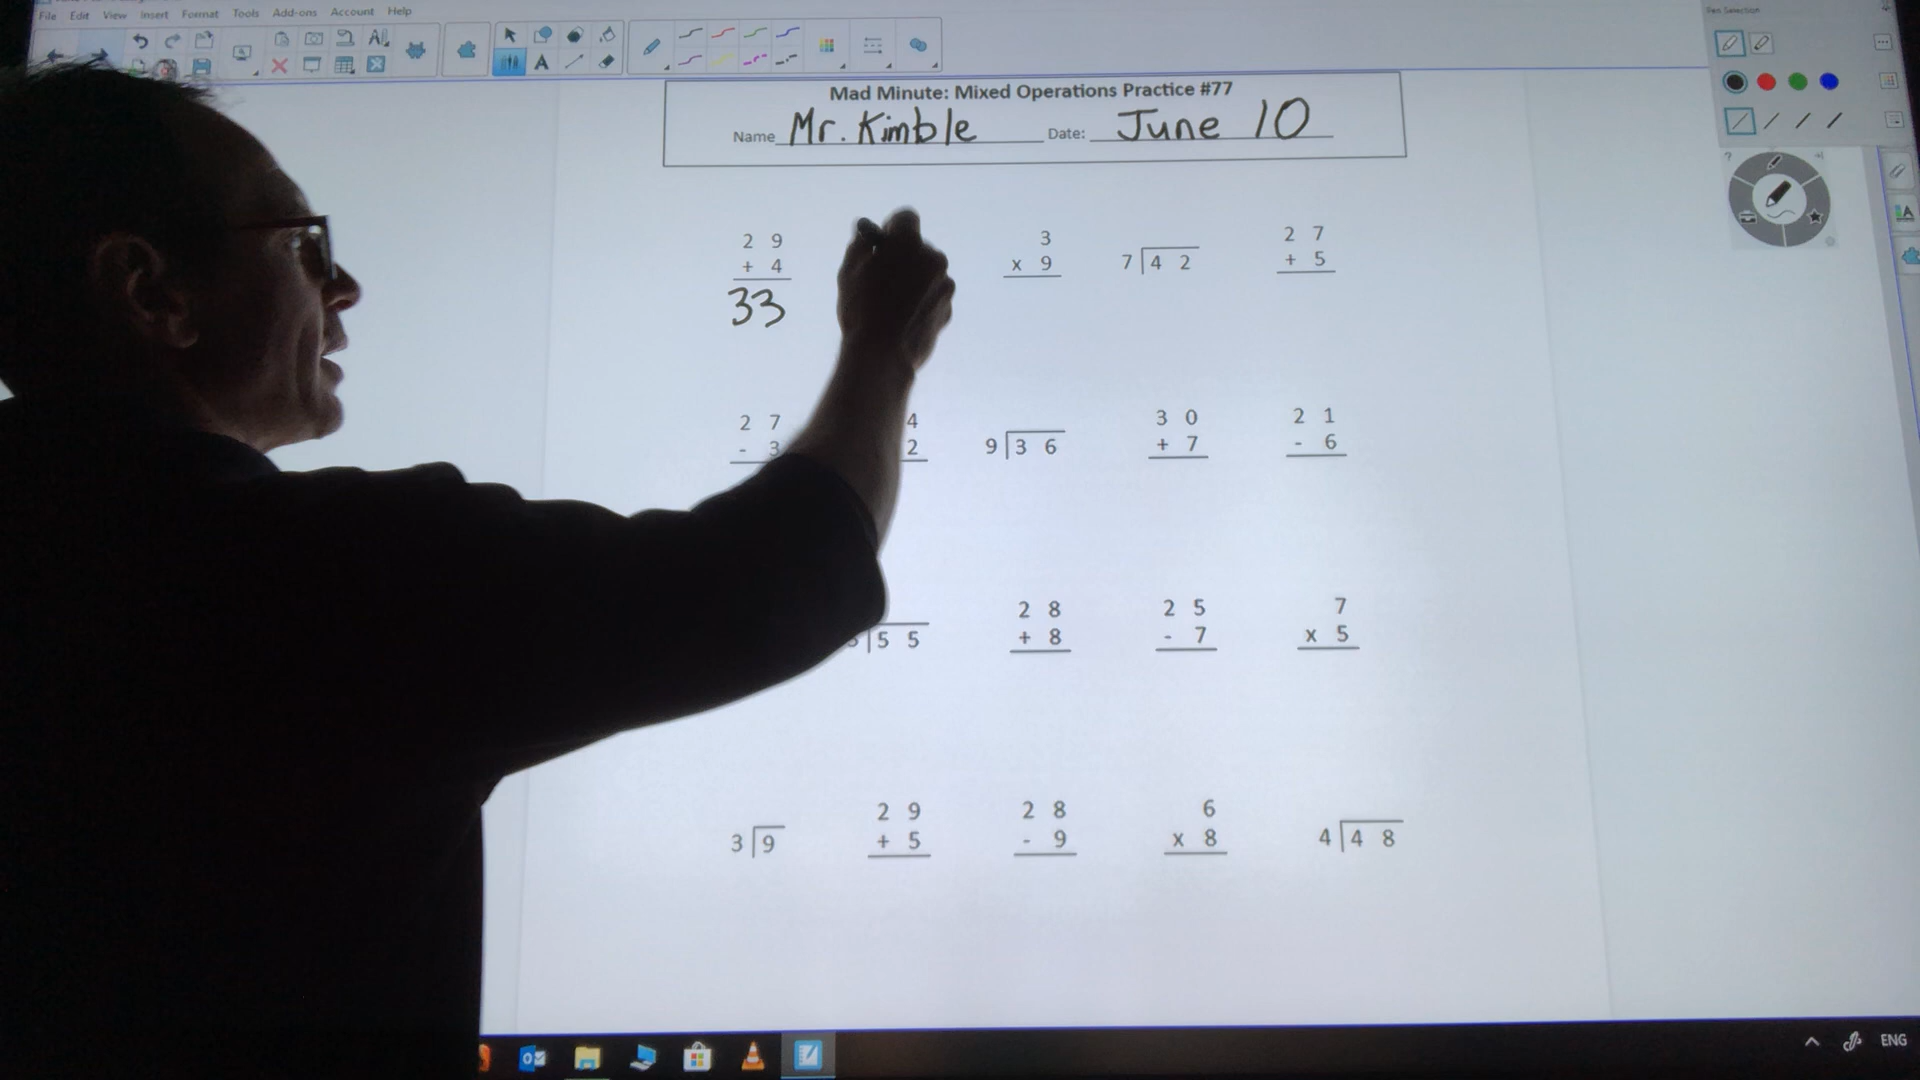 File Edit View Insert Format Tools Add-ons Account Help
Pen Selection
Mad Minute: Mixed Operations Practice #77
Name Mr. Kimble Date: June 10
2 9 3 7 4 2 2 7
+ 4 x 9 + 5
33
2 7 4 9 3 6 3 0 2 1
- 3 2 + 7 - 6
5 5 2 8 2 5 7
+ 8 - 7 x 5
3 9 2 9 2 8 6 4 4 8
+ 5 - 9 x 8
ENG